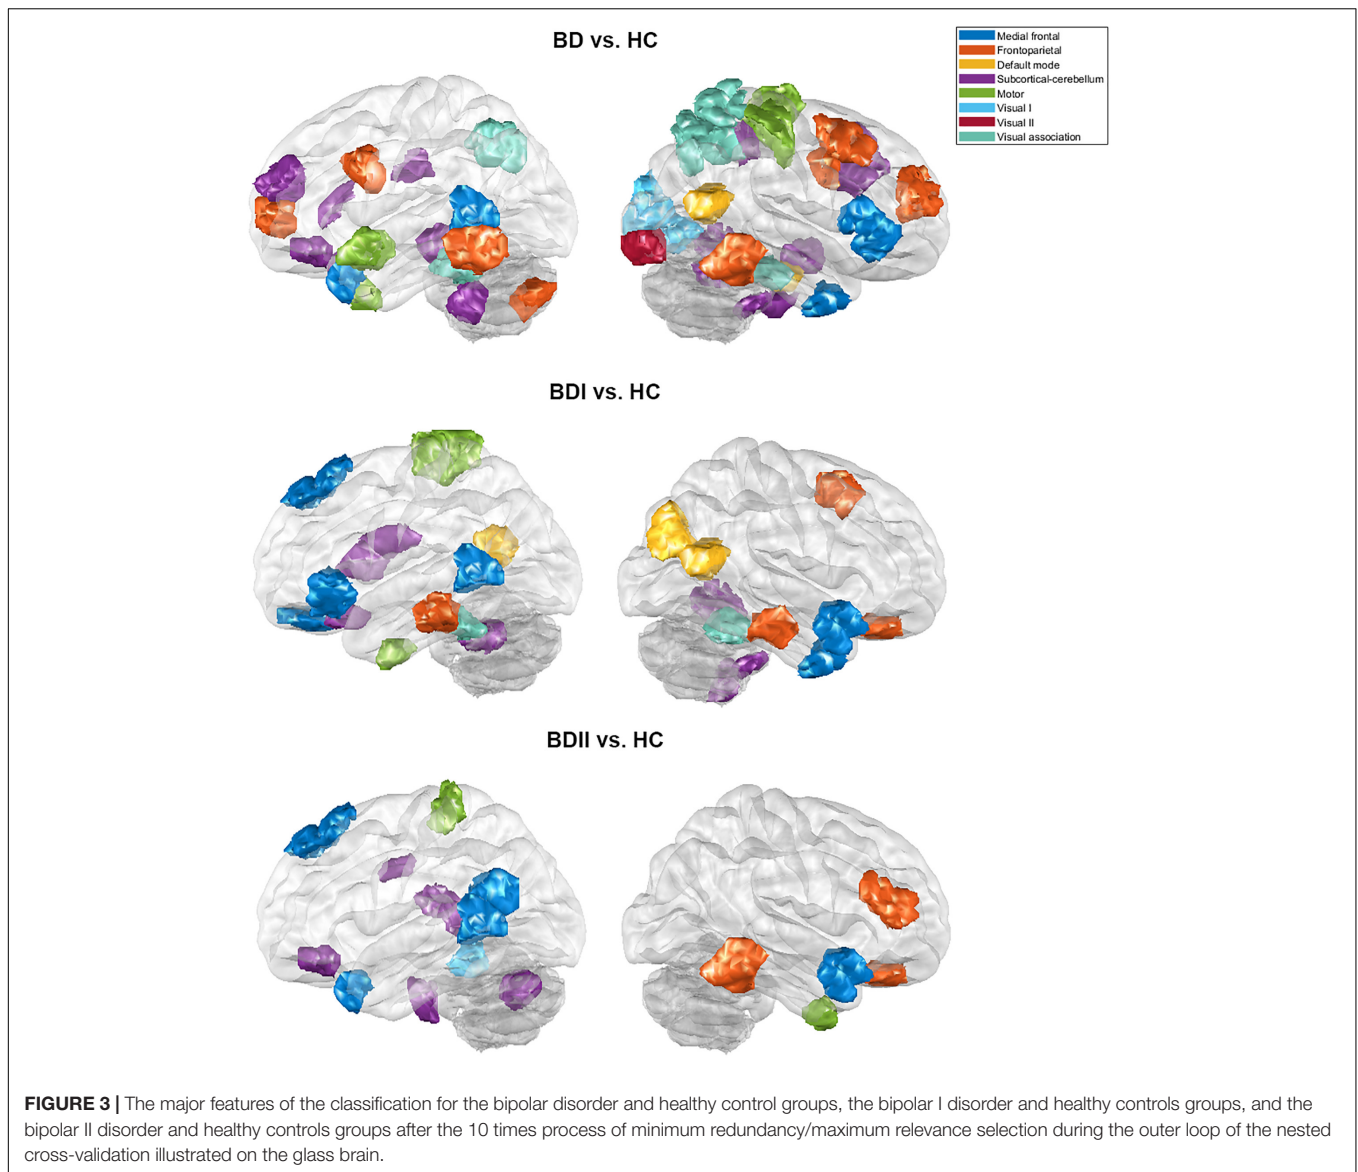 BD vs. HC
Medial frontal
Frontoparietal
Default mode
Subcortical-cerebellum
Motor
Visual I
Visual II
Visual association
BDI vs. HC
BDII vs. HC
FIGURE 3 | The major features of the classification for the bipolar disorder and healthy control groups, the bipolar I disorder and healthy controls groups, and the
bipolar II disorder and healthy controls groups after the 10 times process of minimum redundancy/maximum relevance selection during the outer loop of the nested
cross-validation illustrated on the glass brain.